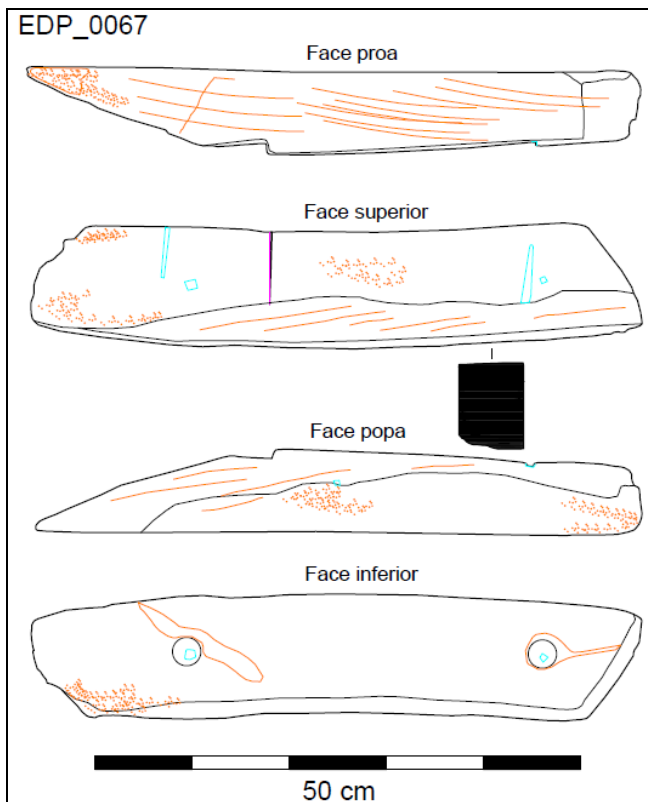 EDP_0067
Face proa
Face superior
Face popa
Face inferior
50 cm